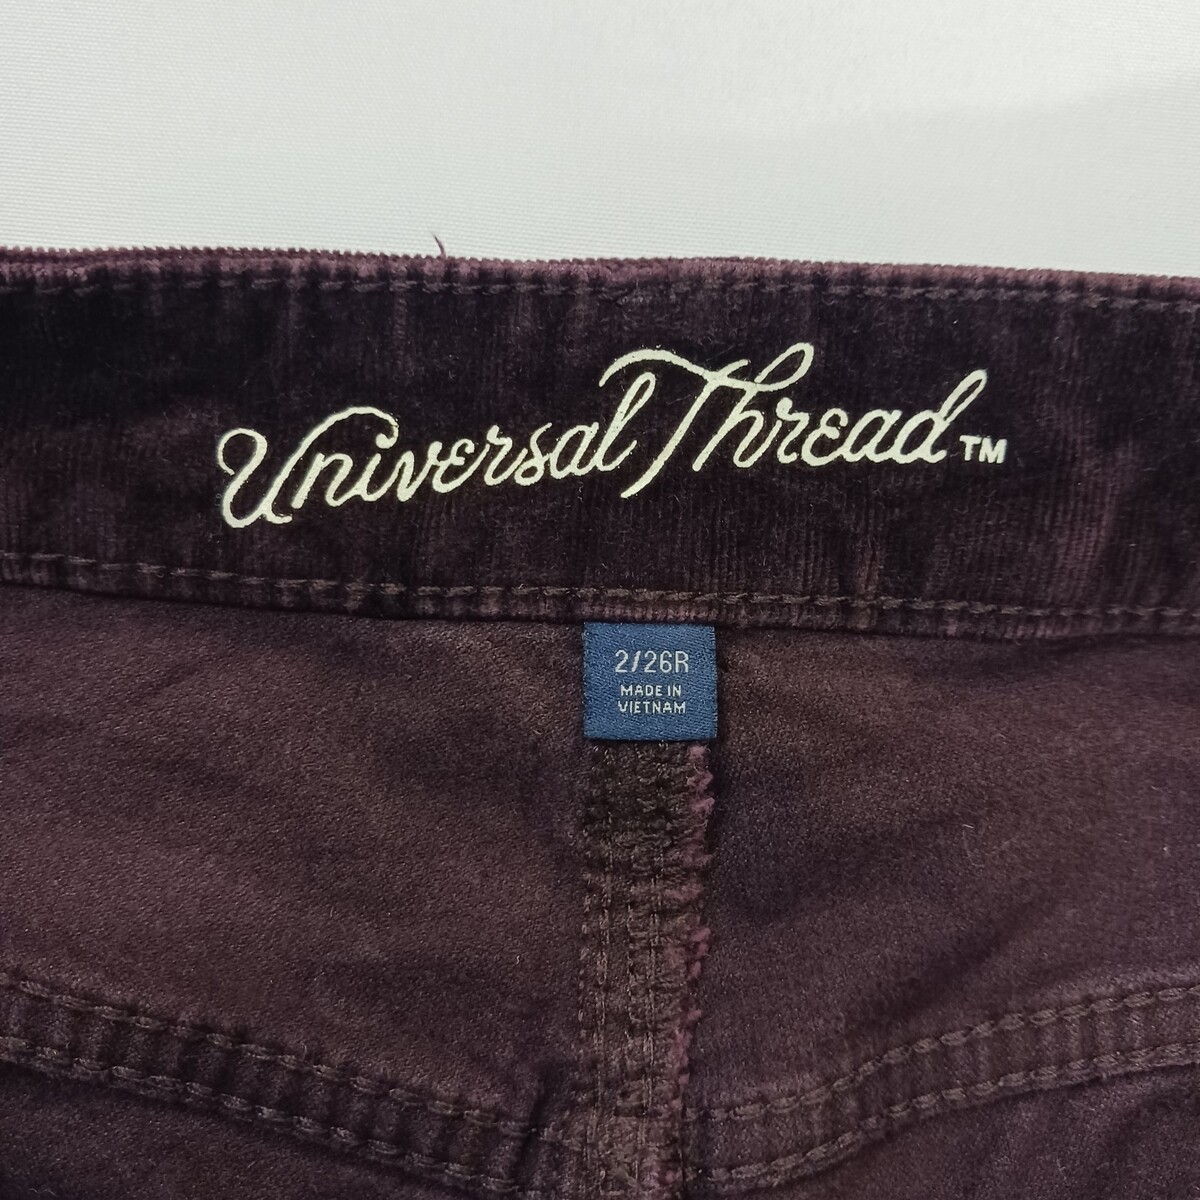 Universal Thread™
2/26R
MADE IN
VIETNAM